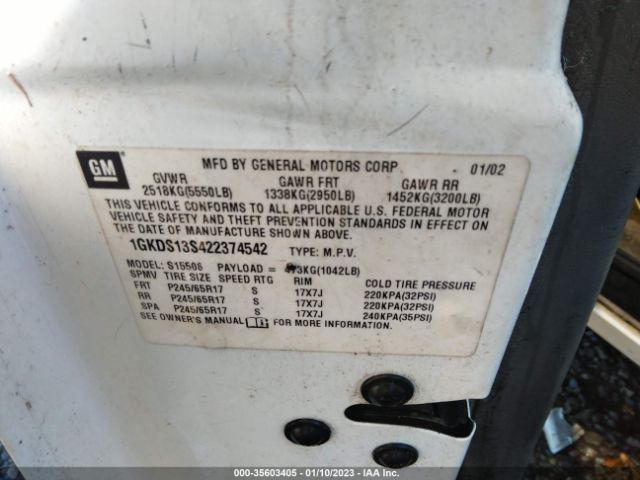 GM
MFD BY GENERAL MOTORS CORP 01/02
GVWR GAWR FRT GAWR RR
2518KG(5550LB) 1338KG(2950LB) 1452KG(3200LB)
THIS VEHICLE CONFORMS TO ALL APPLICABLE U.S. FEDERAL MOTOR
VEHICLE SAFETY AND THEFT PREVENTION STANDARDS IN EFFECT ON
THE DATE OF MANUFACTURE SHOWN ABOVE.
1GKDS13S422374542 TYPE: M.P.V.
MODEL: S15506 PAYLOAD = 473KG(1042LB)
SPMV TIRE SIZE SPEED RTG RIM COLD TIRE PRESSURE
FRT P245/65R17 S 17X7J 220KPA(32PSI)
RR P245/65R17 S 17X7J 220KPA(32PSI)
SPA P245/65R17 S 17X7J 240KPA(35PSI)
SEE OWNER'S MANUAL FOR MORE INFORMATION.
000-35603405 - 01/10/2023 - IAA Inc.